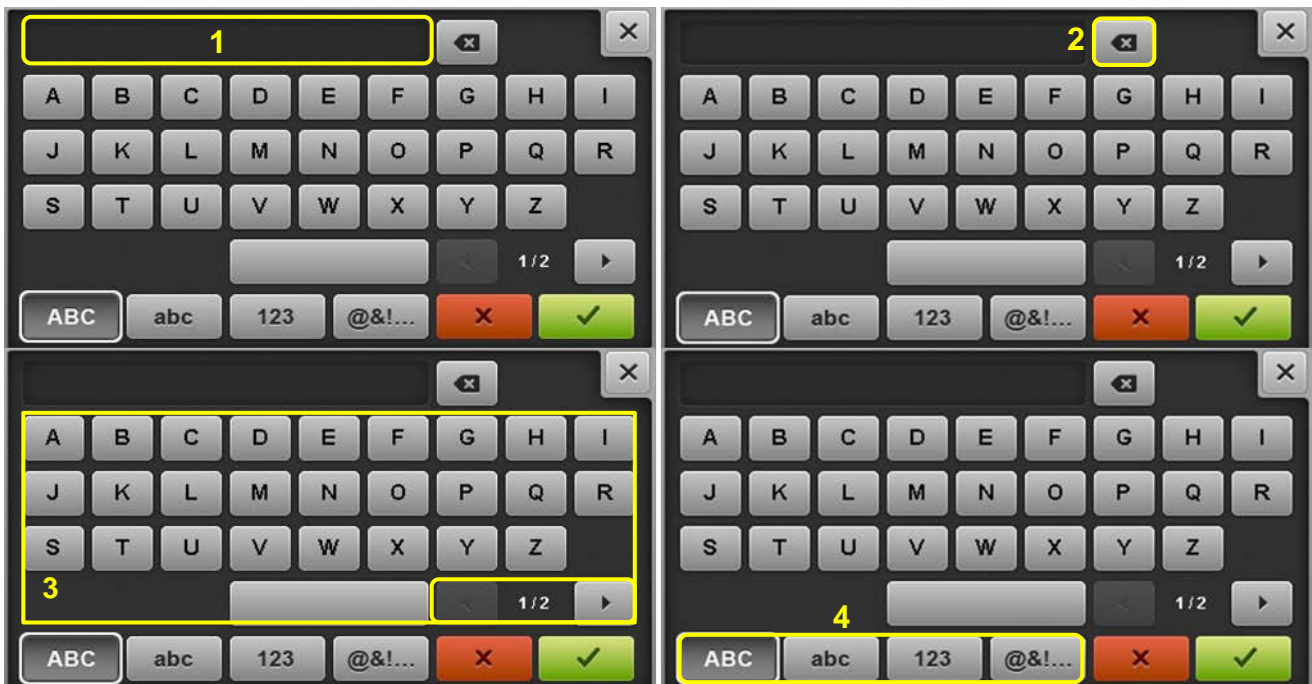 1
A B C D E F G H I
J K L M N O P Q R
S T U V W X Y Z
1/2
ABC abc 123 @&!...
2
A B C D E F G H I
J K L M N O P Q R
S T U V W X Y Z
1/2
ABC abc 123 @&!...
A B C D E F G H I
J K L M N O P Q R
S T U V W X Y Z
3 1/2
ABC abc 123 @&!...
A B C D E F G H I
J K L M N O P Q R
S T U V W X Y Z
1/2
4
ABC abc 123 @&!...